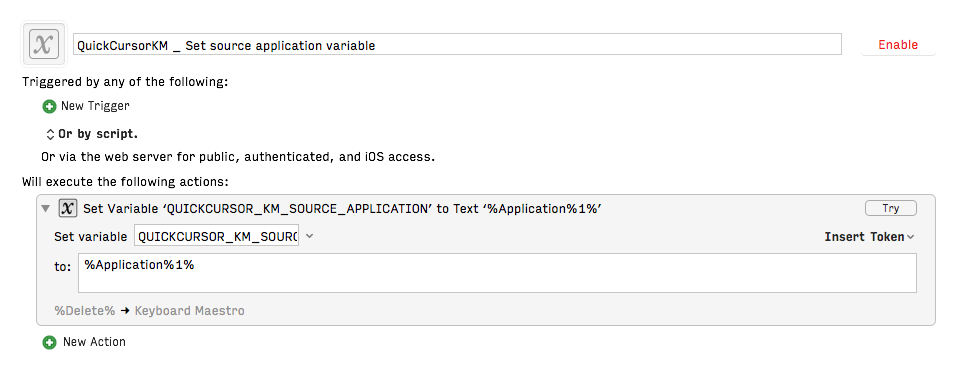 QuickCursorKM _ Set source application variable
Enable
Triggered by any of the following:
New Trigger
Or by script.
Or via the web server for public, authenticated, and iOS access.
Will execute the following actions:
Set Variable ‘QUICKCURSOR_KM_SOURCE_APPLICATION’ to Text ‘%Application%1%’
Try
Set variable QUICKCURSOR_KM_SOURC
Insert Token
to: %Application%1%
%Delete% → Keyboard Maestro
New Action